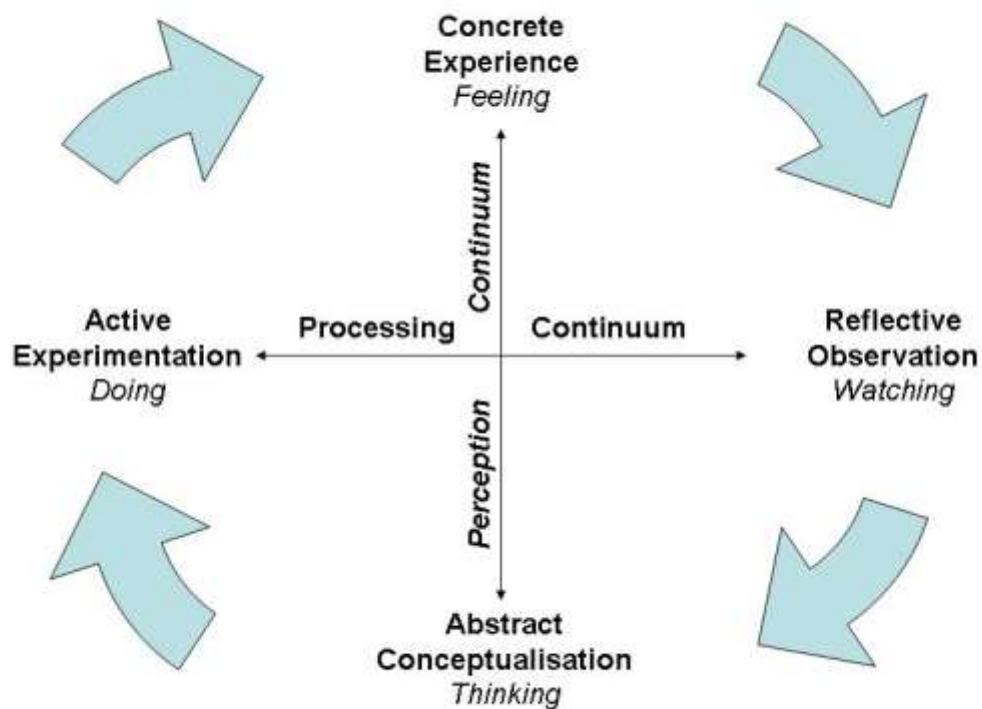 Concrete
Experience
Feeling
Continuum
Active
Experimentation
Doing
Processing
Continuum
Reflective
Observation
Watching
Perception
Abstract
Conceptualisation
Thinking